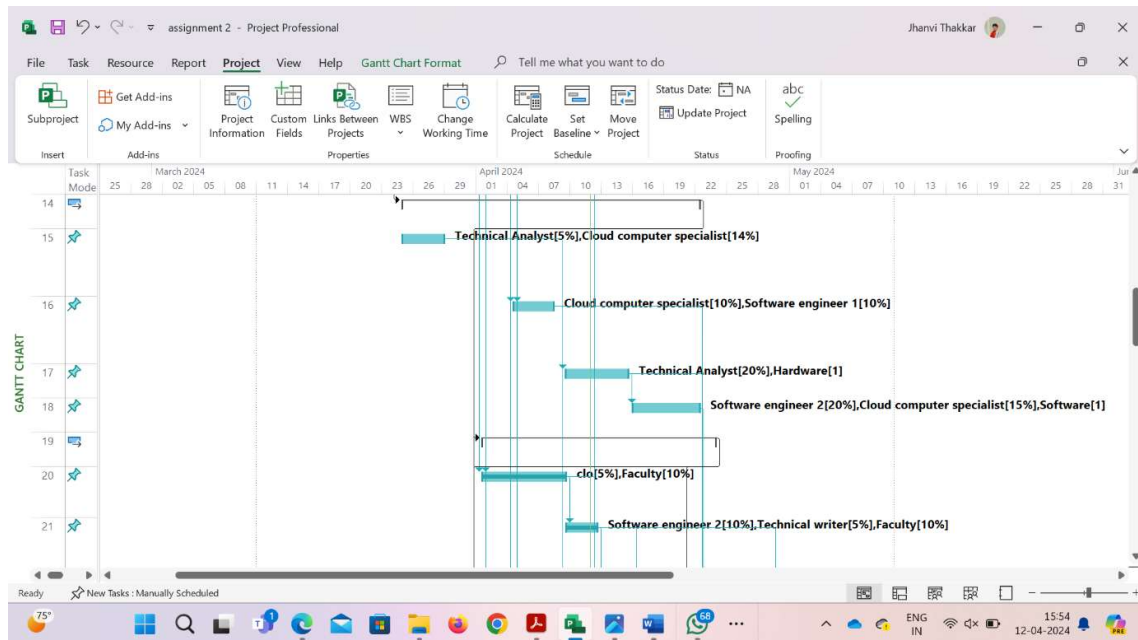 assignment 2 - Project Professional
Jhanvi Thakkar
File Task Resource Report Project View Help Gantt Chart Format Tell me what you want to do
Subproject
Get Add-ins
My Add-ins
Project Information
Custom Fields
Links Between Projects
WBS
Change Working Time
Calculate Project
Set Baseline
Move Project
Status Date: NA
Update Project
abc
Spelling
Insert Add-ins Properties Schedule Status Proofing
Task Mode
March 2024 April 2024 May 2024
25 28 02 05 08 11 14 17 20 23 26 29 01 04 07 10 13 16 19 22 25 28 01 04 07 10 13 16 19 22 25 28 31
GANTT CHART
14
15 Technical Analyst[5%],Cloud computer specialist[14%]
16 Cloud computer specialist[10%],Software engineer 1[10%]
17 Technical Analyst[20%],Hardware[1]
18 Software engineer 2[20%],Cloud computer specialist[15%],Software[1]
19
20 clo[5%],Faculty[10%]
21 Software engineer 2[10%],Technical writer[5%],Faculty[10%]
Ready New Tasks : Manually Scheduled
75°
68
ENG
IN
15:54
12-04-2024